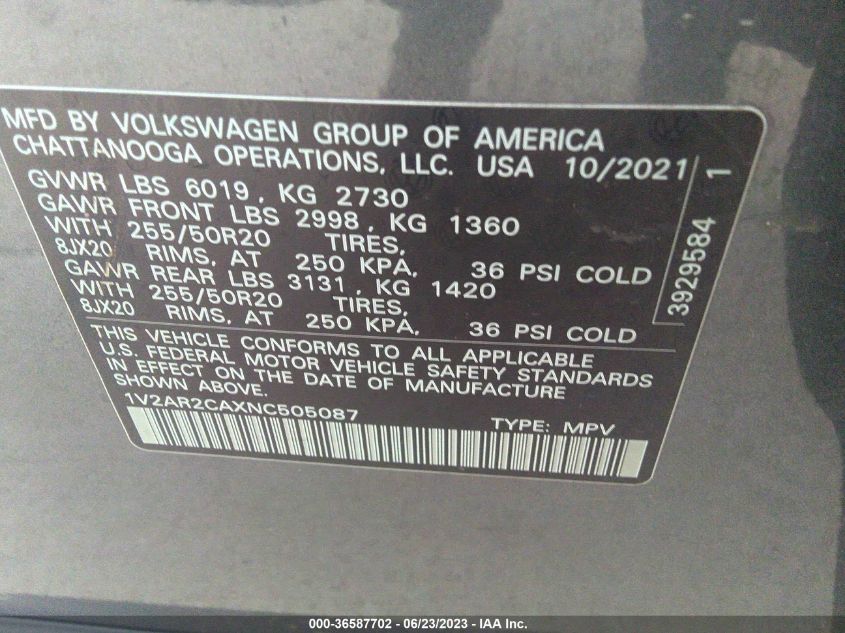 MFD BY VOLKSWAGEN GROUP OF AMERICA
CHATTANOOGA OPERATIONS, LLC. USA 10/2021
GVWR LBS 6019, KG 2730
GAWR FRONT LBS 2998, KG 1360
WITH 255/50R20 TIRES,
8JX20 RIMS, AT 250 KPA, 36 PSI COLD
GAWR REAR LBS 3131, KG 1420
WITH 255/50R20 TIRES,
8JX20 RIMS, AT 250 KPA, 36 PSI COLD
THIS VEHICLE CONFORMS TO ALL APPLICABLE
U.S. FEDERAL MOTOR VEHICLE SAFETY STANDARDS
IN EFFECT ON THE DATE OF MANUFACTURE
SHOWN ABOVE.
1V2AR2CAXNC505087 TYPE: MPV
3929584 1
000-36587702 - 06/23/2023 - IAA Inc.